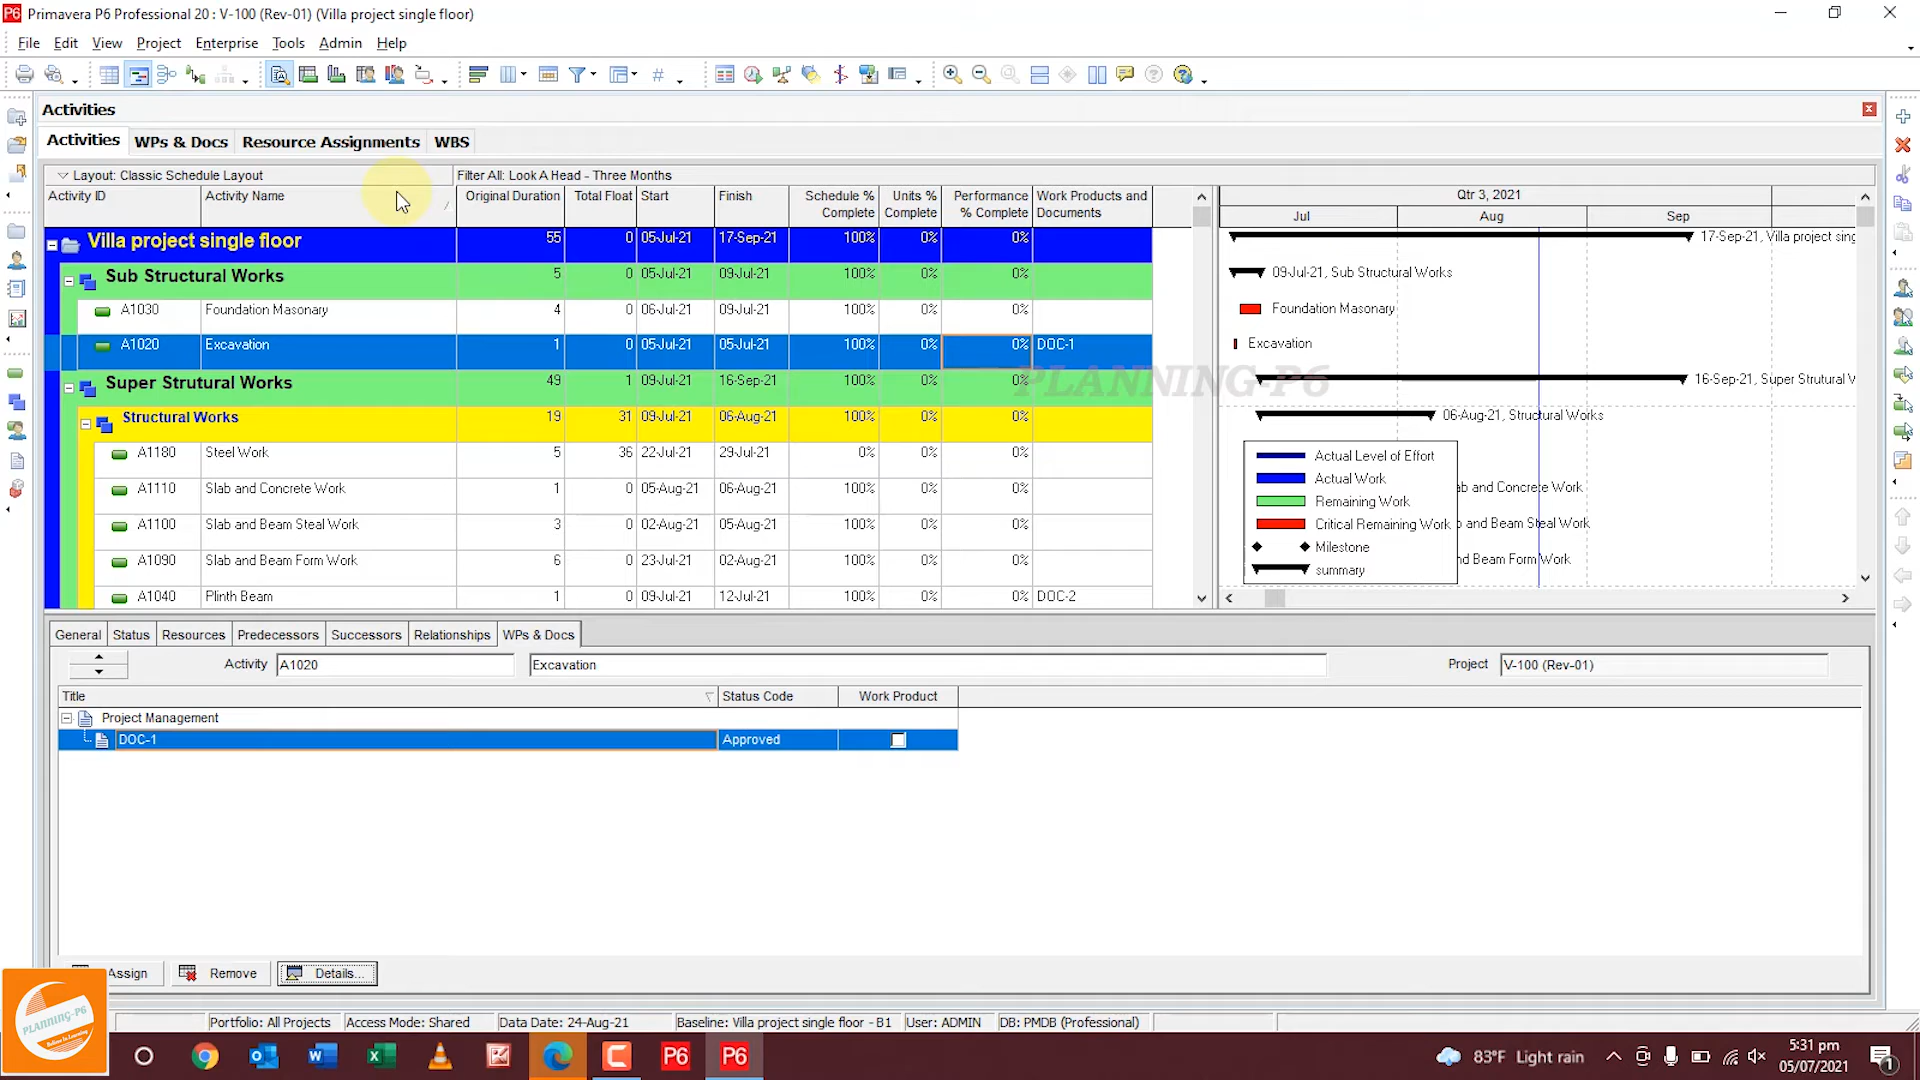 Primavera P6 Professional 20 : V-100 (Rev-01) (Villa project single floor)
File Edit View Project Enterprise Tools Admin Help
Activities
Activities WPs & Docs Resource Assignments WBS
Layout: Classic Schedule Layout Filter All: Look A Head - Three Months
Activity ID Activity Name Original Duration Total Float Start Finish Schedule % Complete Units % Complete Performance % Complete Work Products and Documents
Qtr 3, 2021
Jul Aug Sep
Villa project single floor 55 0 05-Jul-21 17-Sep-21 100% 0% 0% 17-Sep-21, Villa project sing
Sub Structural Works 5 0 05-Jul-21 09-Jul-21 100% 0% 0% 09-Jul-21, Sub Structural Works
A1030 Foundation Masonary 4 0 06-Jul-21 09-Jul-21 100% 0% 0% Foundation Masonary
A1020 Excavation 1 0 05-Jul-21 05-Jul-21 100% 0% 0% DOC-1 Excavation
PLANNING-P6
Super Strutural Works 49 1 09-Jul-21 16-Sep-21 100% 0% 0% 16-Sep-21, Super Strutural W
Structural Works 19 31 09-Jul-21 06-Aug-21 100% 0% 0% 06-Aug-21, Structural Works
A1180 Steel Work 5 36 22-Jul-21 29-Jul-21 0% 0% 0%
A1110 Slab and Concrete Work 1 0 05-Aug-21 06-Aug-21 100% 0% 0% ab and Concrete Work
A1100 Slab and Beam Steal Work 3 0 02-Aug-21 05-Aug-21 100% 0% 0% and Beam Steal Work
A1090 Slab and Beam Form Work 6 0 23-Jul-21 02-Aug-21 100% 0% 0% nd Beam Form Work
A1040 Plinth Beam 1 0 09-Jul-21 12-Jul-21 100% 0% 0% DOC-2
Actual Level of Effort
Actual Work
Remaining Work
Critical Remaining Work
Milestone
summary
General Status Resources Predecessors Successors Relationships WPs & Docs
Activity A1020 Excavation Project V-100 (Rev-01)
Title Status Code Work Product
Project Management
DOC-1 Approved
Assign Remove Details...
PLANNING-P6
Portfolio: All Projects Access Mode: Shared Data Date: 24-Aug-21 Baseline: Villa project single floor - B1 User: ADMIN DB: PMDB (Professional)
83°F Light rain 5:31 pm
05/07/2021